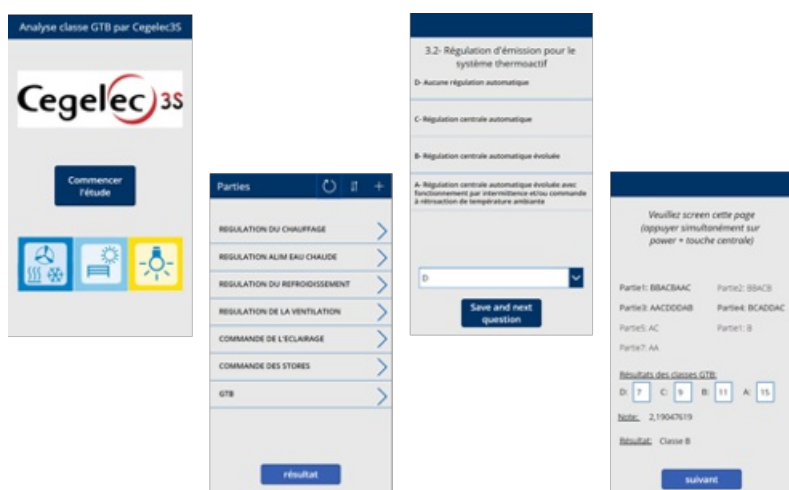 Analyse classe GTB par Cegelec3S
Cegelec 3S
Commencer
l'étude
Parties
REGULATION DU CHAUFFAGE
REGULATION ALIM EAU CHAUDE
REGULATION DU REFROIDISSEMENT
REGULATION DE LA VENTILATION
COMMANDE DE L'ECLAIRAGE
COMMANDE DES STORES
GTB
résultat
3.2- Régulation d'émission pour le
système thermoactif
D- Aucune régulation automatique
C- Régulation centrale automatique
B- Régulation centrale automatique évoluée
A- Régulation centrale automatique évoluée avec
fonctionnement par intermittence et/ou commande
à rétroaction de température ambiante
D
Save and next
question
Veuillez screen cette page
(appuyer simultanément sur
power + touche centrale)
Partie1: BBACBAAC Partie2: BBACB
Partie3: AACDDDAB Partie4: BCADDAC
Partie5: AC Partie1: B
Partie7: AA
Résultats des classes GTB:
D: 7 C: 9 B: 11 A: 15
Note: 2,19047619
Résultat: Classe B
suivant